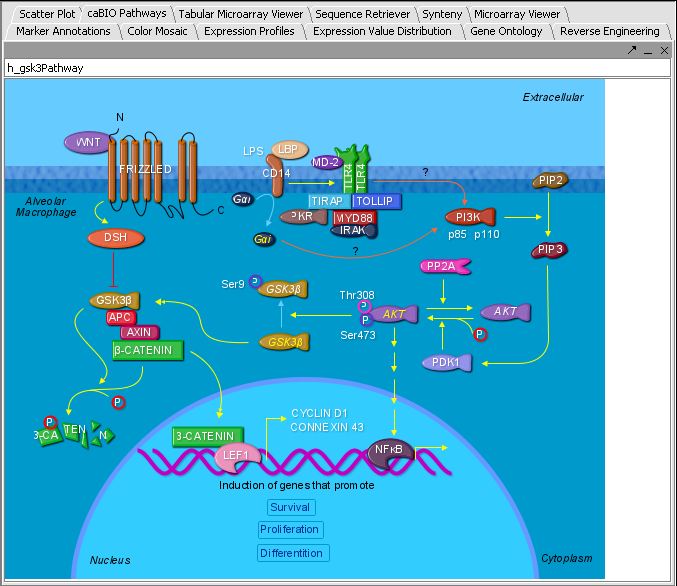 Scatter Plot caBIO Pathways Tabular Microarray Viewer Sequence Retriever Synteny Microarray Viewer
Marker Annotations Color Mosaic Expression Profiles Expression Value Distribution Gene Ontology Reverse Engineering
h_gsk3Pathway
Extracellular
N
WNT
FRIZZLED
LPS
LBP
CD14
MD-2
TLR4
TLR4
?
PIP2
Alveolar
Macrophage
C
Gαi
TIRAP
TOLLIP
PKR
MYD88
IRAK
PI3K
p85 p110
DSH
Gαi
?
PIP3
PP2A
Ser9
P
GSK3β
Thr308
P
P
AKT
Ser473
AKT
P
PDK1
GSK3β
APC
AXIN
β-CATENIN
GSK3β
P
P
3-CA
TEN
N
CYCLIN D1
CONNEXIN 43
3-CATENIN
LEF1
NFκB
Induction of genes that promote
Survival
Proliferation
Differentition
Nucleus
Cytoplasm